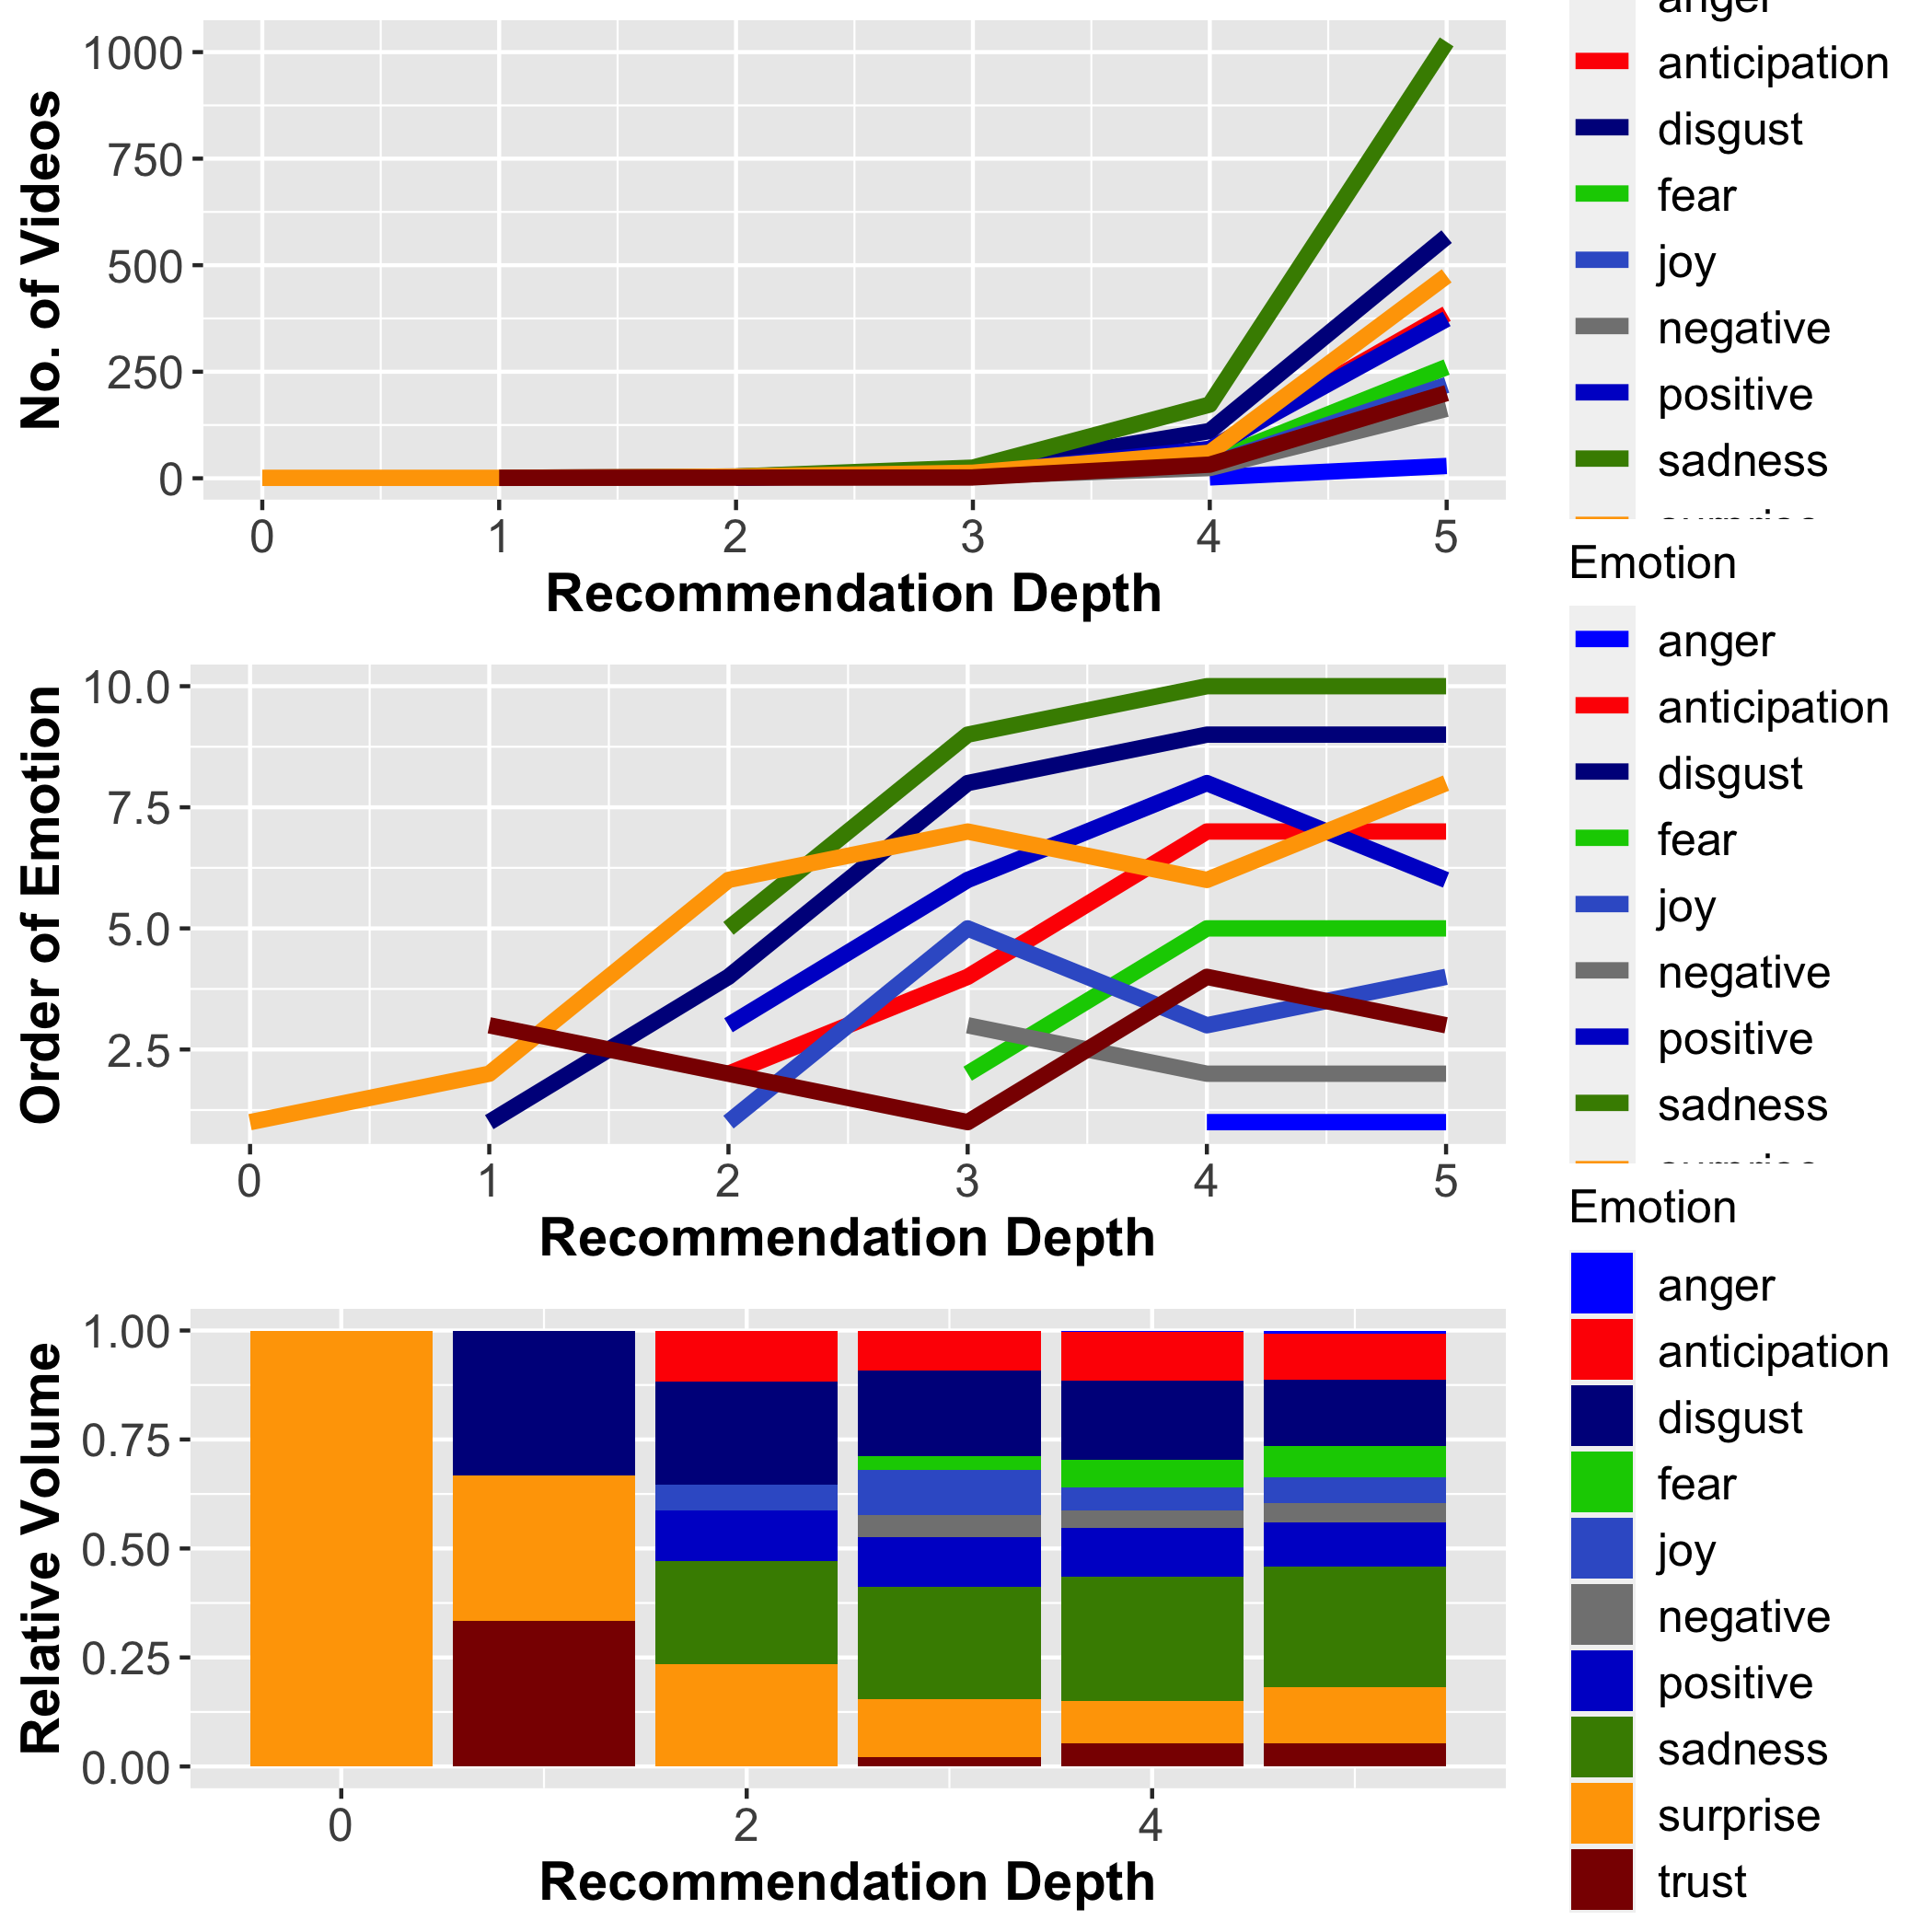 1000
750
500
250
0
No. of Videos
0 1 2 3 4 5
Recommendation Depth
anger
anticipation
disgust
fear
joy
negative
positive
sadness
10.0
7.5
5.0
2.5
Order of Emotion
0 1 2 3 4 5
Recommendation Depth
Emotion
anger
anticipation
disgust
fear
joy
negative
positive
sadness
1.00
0.75
0.50
0.25
0.00
Relative Volume
0 2 4
Recommendation Depth
Emotion
anger
anticipation
disgust
fear
joy
negative
positive
sadness
surprise
trust